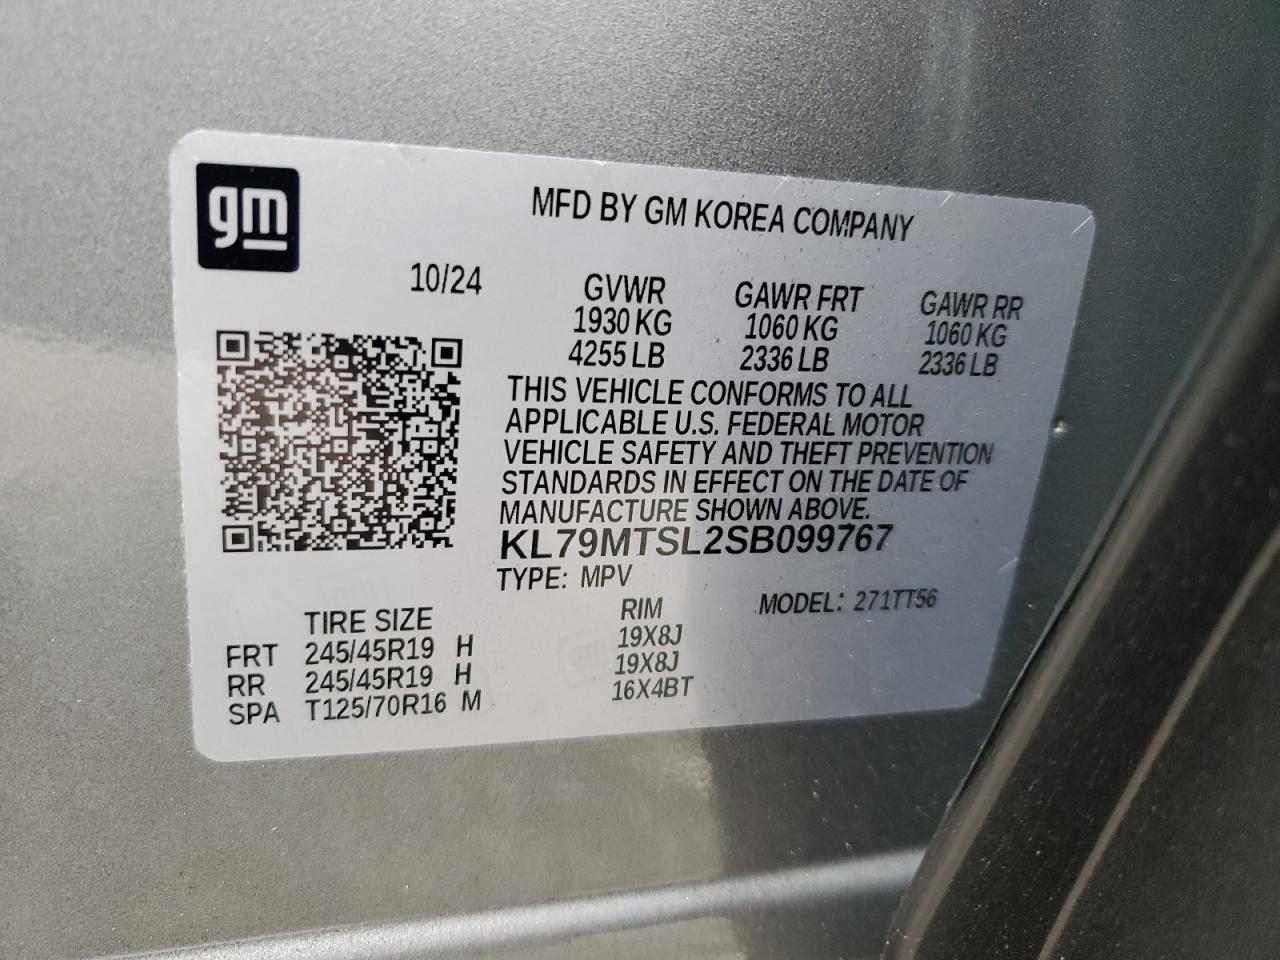 gm
MFD BY GM KOREA COMPANY
10/24 GVWR GAWR FRT GAWR RR
1930 KG 1060 KG 1060 KG
4255 LB 2336 LB 2336 LB
THIS VEHICLE CONFORMS TO ALL
APPLICABLE U.S. FEDERAL MOTOR
VEHICLE SAFETY AND THEFT PREVENTION
STANDARDS IN EFFECT ON THE DATE OF
MANUFACTURE SHOWN ABOVE.
KL79MTSL2SB099767
TYPE: MPV MODEL: 271TT56
TIRE SIZE RIM
FRT 245/45R19 H 19X8J
RR 245/45R19 H 19X8J
SPA T125/70R16 M 16X4BT